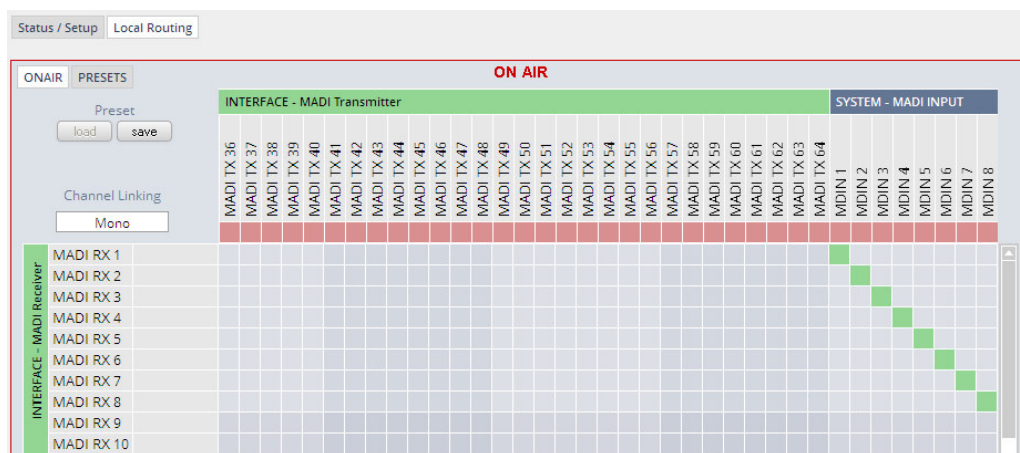 Status / Setup Local Routing
ONAIR PRESETS ON AIR
Preset
load save
Channel Linking
Mono
INTERFACE - MADI Transmitter SYSTEM - MADI INPUT
MADI TX 36
MADI TX 37
MADI TX 38
MADI TX 39
MADI TX 40
MADI TX 41
MADI TX 42
MADI TX 43
MADI TX 44
MADI TX 45
MADI TX 46
MADI TX 47
MADI TX 48
MADI TX 49
MADI TX 50
MADI TX 51
MADI TX 52
MADI TX 53
MADI TX 54
MADI TX 55
MADI TX 56
MADI TX 57
MADI TX 58
MADI TX 59
MADI TX 60
MADI TX 61
MADI TX 62
MADI TX 63
MADI TX 64
MDIN 1
MDIN 2
MDIN 3
MDIN 4
MDIN 5
MDIN 6
MDIN 7
MDIN 8
INTERFACE - MADI Receiver
MADI RX 1
MADI RX 2
MADI RX 3
MADI RX 4
MADI RX 5
MADI RX 6
MADI RX 7
MADI RX 8
MADI RX 9
MADI RX 10